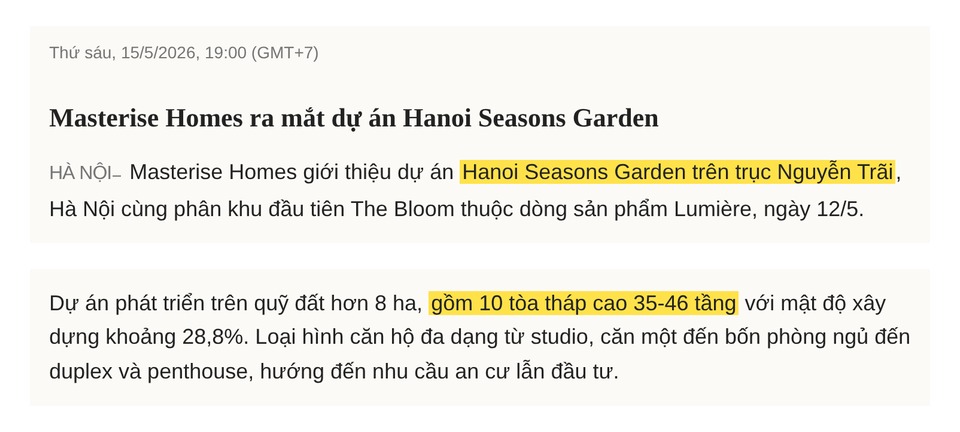 Thứ sáu, 15/5/2026, 19:00 (GMT+7)
Masterise Homes ra mắt dự án Hanoi Seasons Garden
HÀ NỘI– Masterise Homes giới thiệu dự án Hanoi Seasons Garden trên trục Nguyễn Trãi,
Hà Nội cùng phân khu đầu tiên The Bloom thuộc dòng sản phẩm Lumière, ngày 12/5.
Dự án phát triển trên quỹ đất hơn 8 ha, gồm 10 tòa tháp cao 35-46 tầng với mật độ xây
dựng khoảng 28,8%. Loại hình căn hộ đa dạng từ studio, căn một đến bốn phòng ngủ đến
duplex và penthouse, hướng đến nhu cầu an cư lẫn đầu tư.